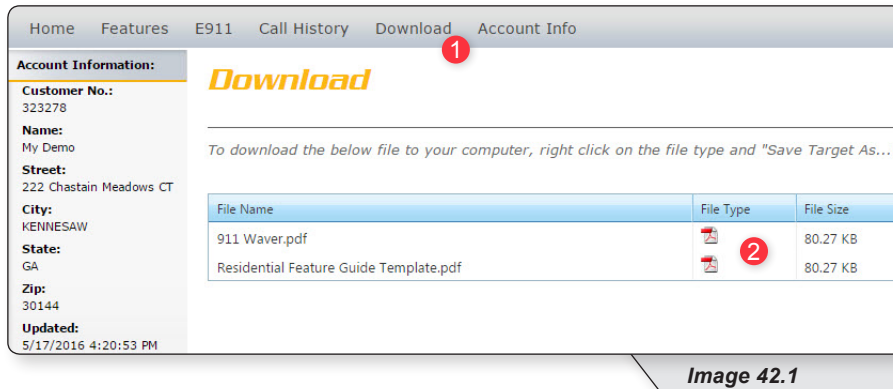 Home Features E911 Call History Download Account Info
1
Account Information:
Customer No.:
323278
Name:
My Demo
Street:
222 Chastain Meadows CT
City:
KENNESAW
State:
GA
Zip:
30144
Updated:
5/17/2016 4:20:53 PM
Download
To download the below file to your computer, right click on the file type and "Save Target As...
File Name File Type File Size
911 Waver.pdf 80.27 KB
2
Residential Feature Guide Template.pdf 80.27 KB
Image 42.1